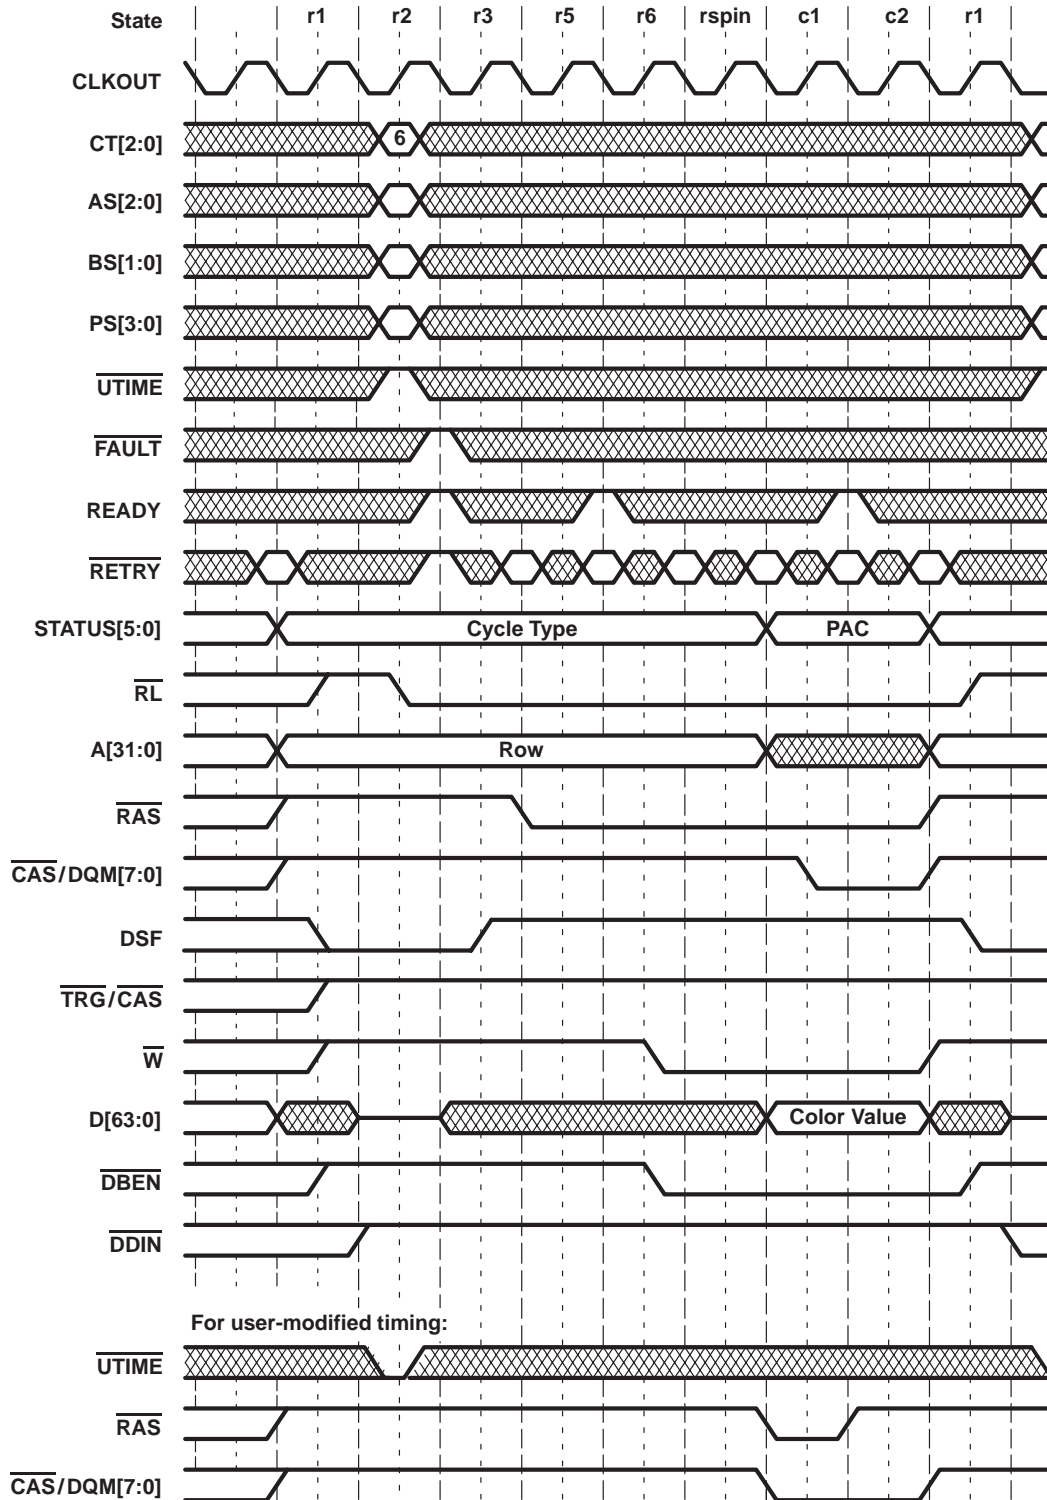 State r1 r2 r3 r5 r6 rspin c1 c2 r1
CLKOUT
CT[2:0] 6
AS[2:0]
BS[1:0]
PS[3:0]
UTIME
FAULT
READY
RETRY
STATUS[5:0] Cycle Type PAC
RL
A[31:0] Row
RAS
CAS/DQM[7:0]
DSF
TRG/CAS
W
D[63:0] Color Value
DBEN
DDIN
For user-modified timing:
UTIME
RAS
CAS/DQM[7:0]